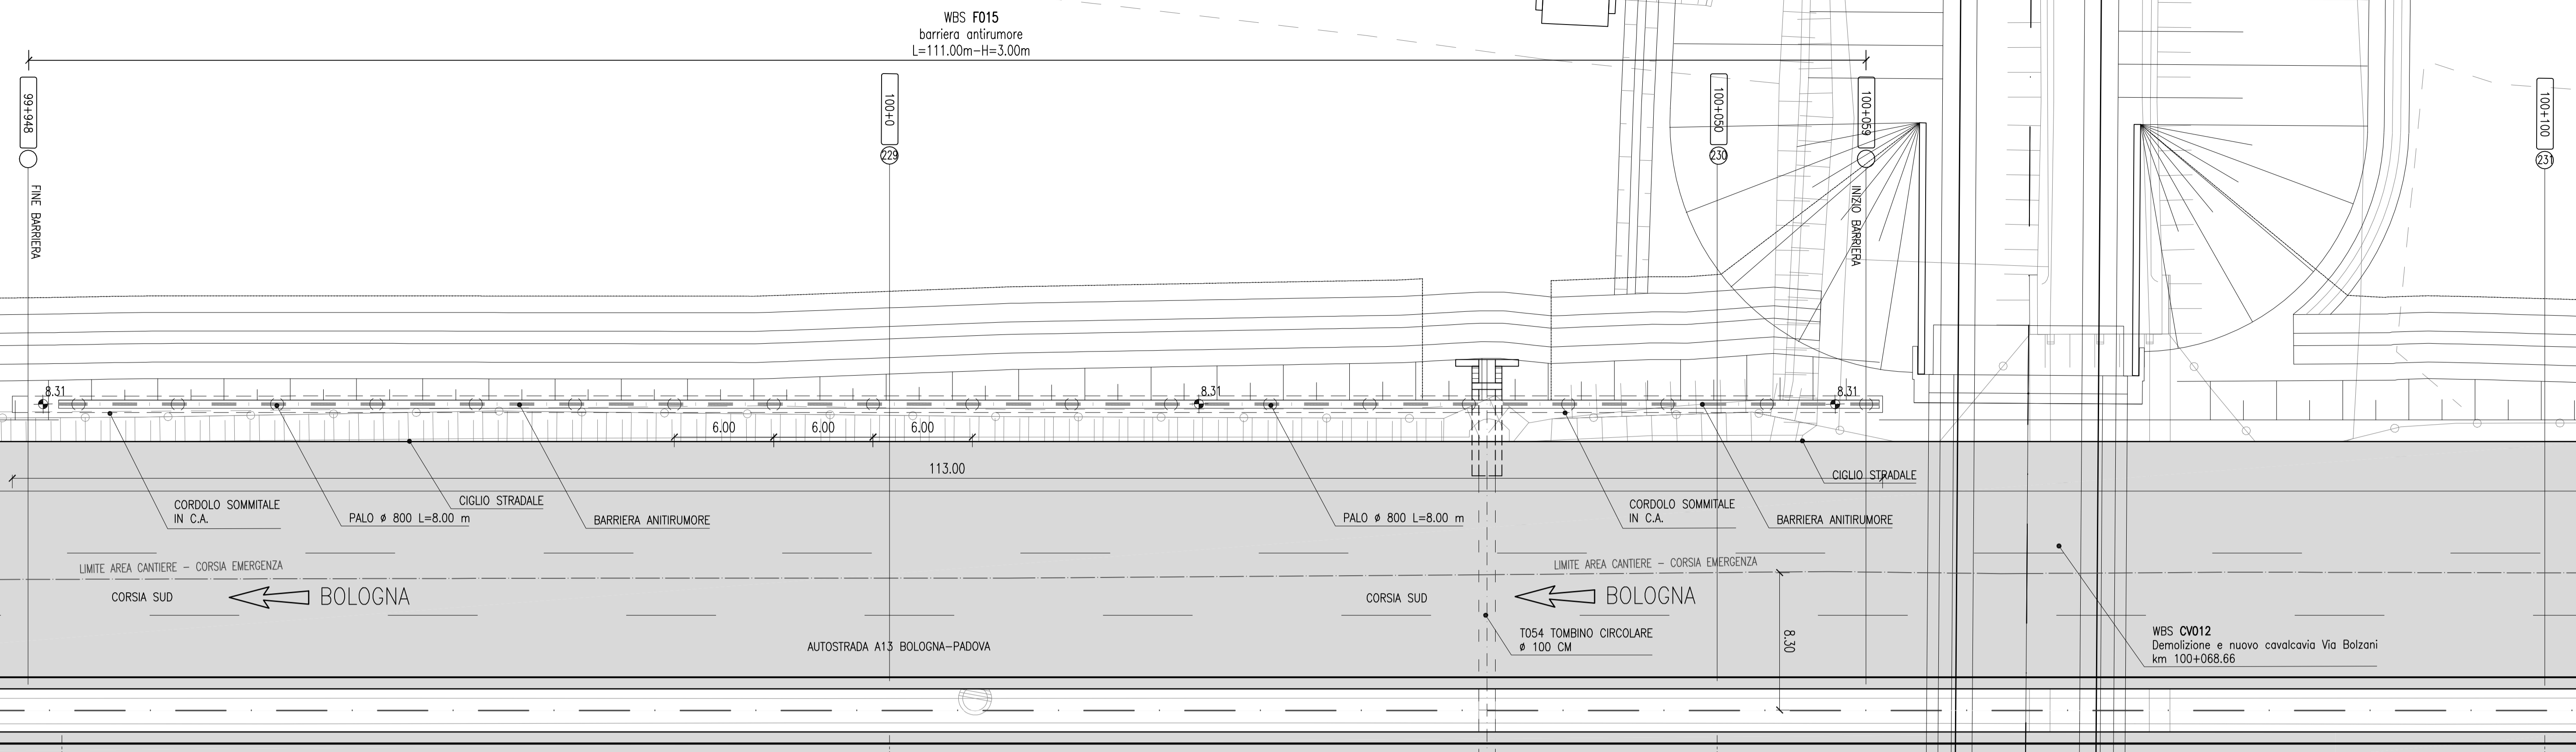 WBS FO15
barriera antirumore
L=111.00m-H=3.00m
99+948
FINE BARRIERA
100+0
229
100+050
230
100+059
INIZIO BARRIERA
100+100
231
8.31
8.31
8.31
6.00
6.00
6.00
113.00
CORDOLO SOMMITALE
IN C.A.
PALO ø 800 L=8.00 m
CIGLIO STRADALE
BARRIERA ANITIRUMORE
PALO ø 800 L=8.00 m
CORDOLO SOMMITALE
IN C.A.
BARRIERA ANITIRUMORE
CIGLIO STRADALE
LIMITE AREA CANTIERE - CORSIA EMERGENZA
LIMITE AREA CANTIERE - CORSIA EMERGENZA
CORSIA SUD
BOLOGNA
CORSIA SUD
BOLOGNA
AUTOSTRADA A13 BOLOGNA-PADOVA
TO54 TOMBINO CIRCOLARE
ø 100 CM
8.30
WBS CV012
Demolizione e nuovo cavalcavia Via Bolzani
km 100+068.66